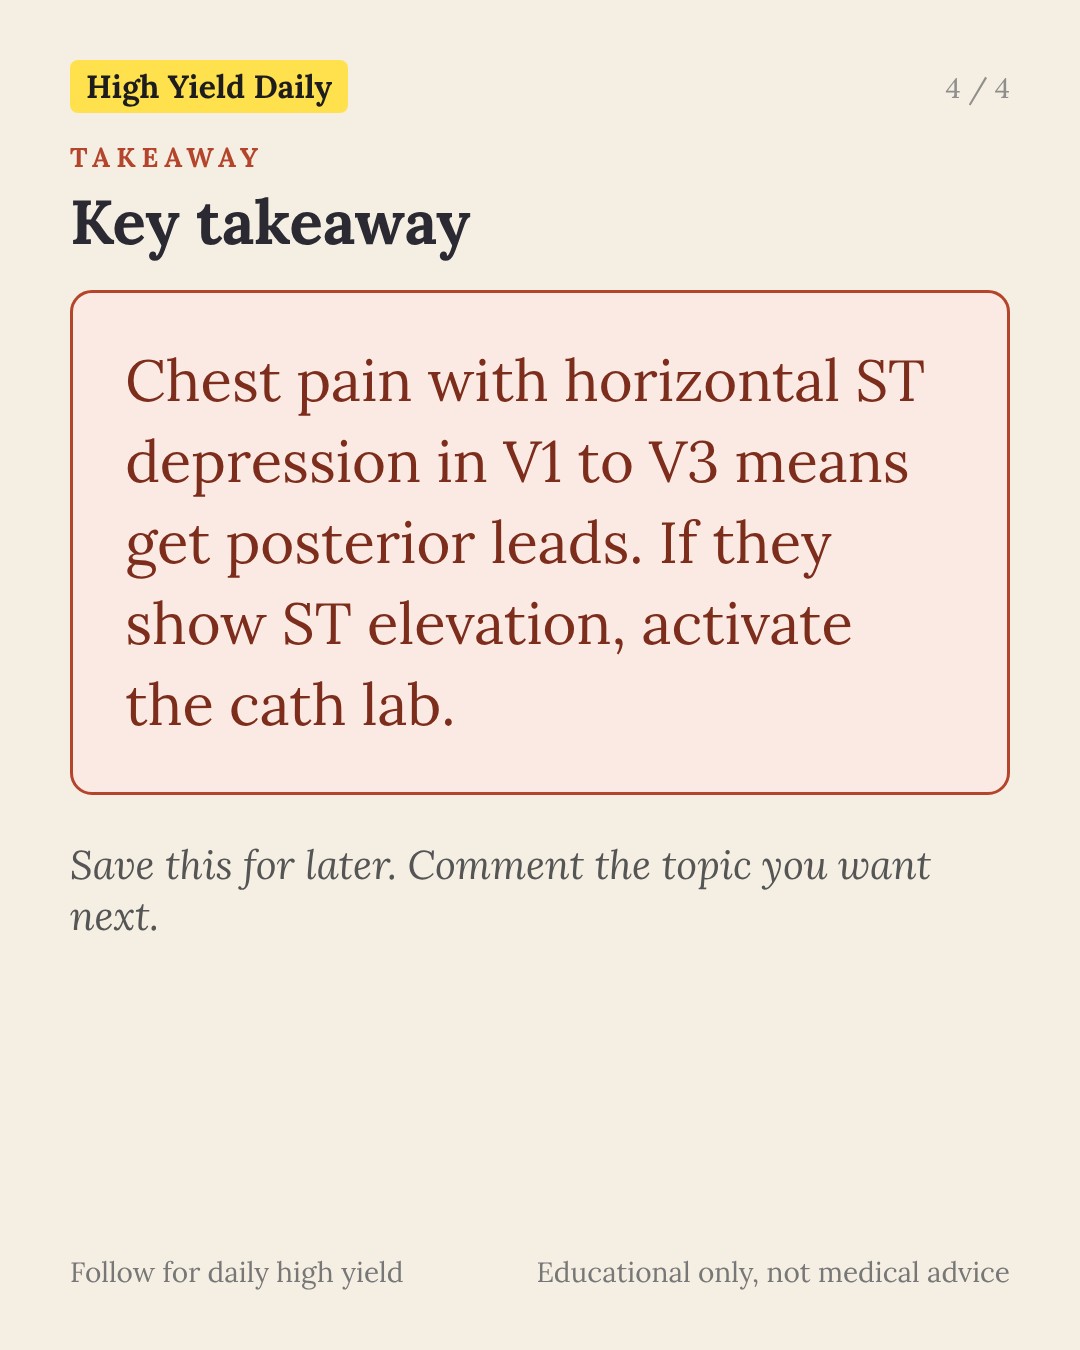 High Yield Daily
4 / 4
TAKEAWAY
Key takeaway
Chest pain with horizontal ST
depression in V1 to V3 means
get posterior leads. If they
show ST elevation, activate
the cath lab.
Save this for later. Comment the topic you want
next.
Follow for daily high yield
Educational only, not medical advice